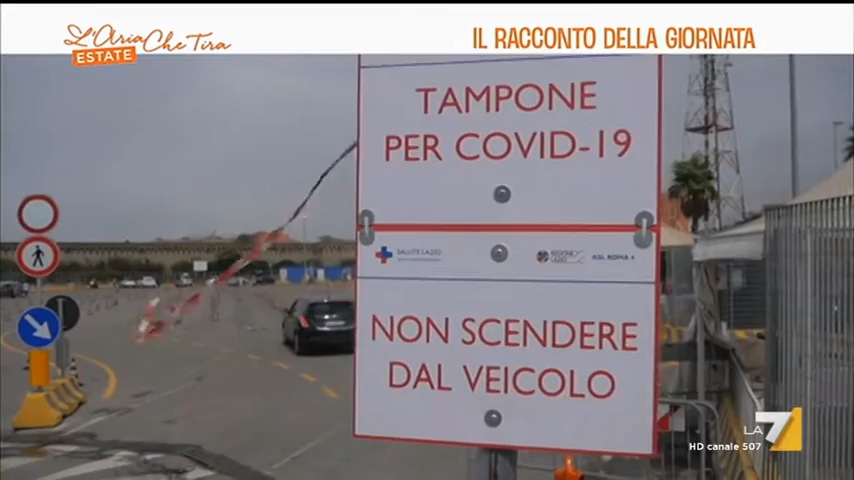 L'Aria Che Tira
ESTATE
IL RACCONTO DELLA GIORNATA
TAMPONE
PER COVID-19
SALUTE LAZIO
REGIONE
LAZIO
ASL ROMA 4
NON SCENDERE
DAL VEICOLO
LA7
HD canale 507